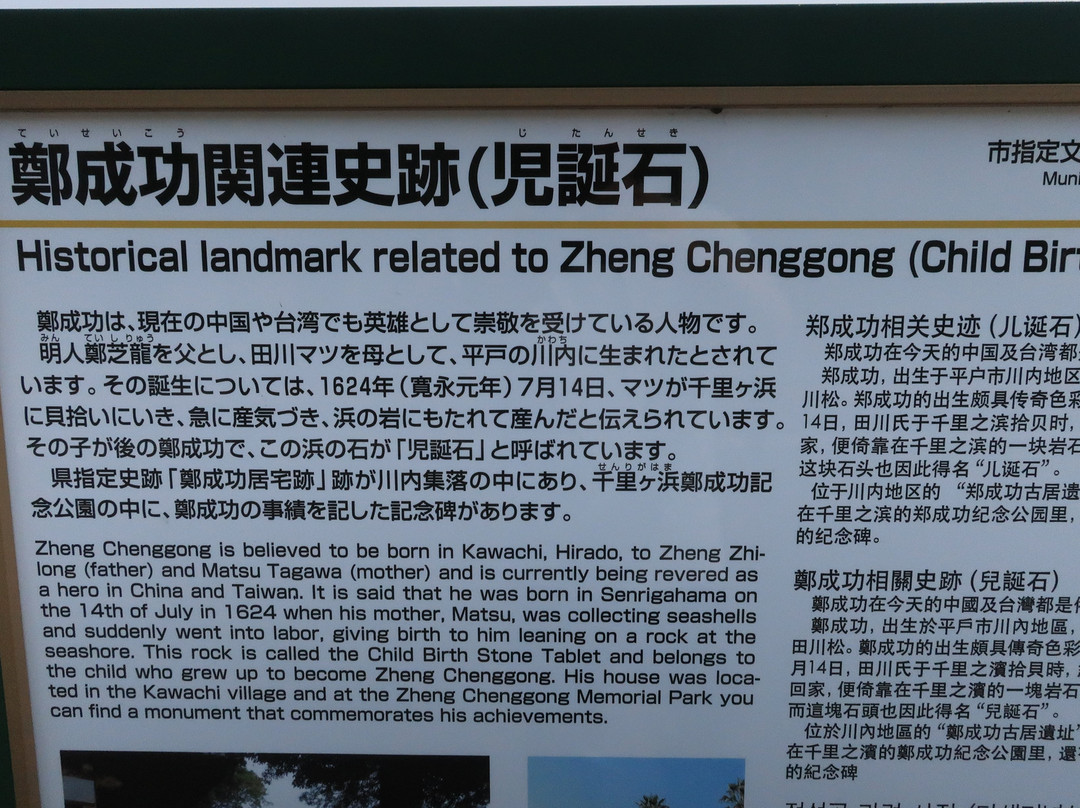 てい せい こう じ たん せき
鄭成功関連史跡(児誕石)
市指定文
Muni
Historical landmark related to Zheng Chenggong (Child Birt
鄭成功は、現在の中国や台湾でも英雄として崇敬を受けている人物です。
みん てい し りゅう かわち
明人鄭芝龍を父とし、田川マツを母として、平戸の川内に生まれたとされて
います。その誕生については、1624年(寛永元年)7月14日、マツが千里ヶ浜
に貝拾いにいき、急に産気づき、浜の岩にもたれて産んだと伝えられています。
その子が後の鄭成功で、この浜の石が「児誕石」と呼ばれています。
せんりがはま
県指定史跡「鄭成功居宅跡」跡が川内集落の中にあり、千里ヶ浜鄭成功記
念公園の中に、鄭成功の事績を記した記念碑があります。
Zheng Chenggong is believed to be born in Kawachi, Hirado, to Zheng Zhi-
long (father) and Matsu Tagawa (mother) and is currently being revered as
a hero in China and Taiwan. It is said that he was born in Senrigahama on
the 14th of July in 1624 when his mother, Matsu, was collecting seashells
and suddenly went into labor, giving birth to him leaning on a rock at the
seashore. This rock is called the Child Birth Stone Tablet and belongs to
the child who grew up to become Zheng Chenggong. His house was loca-
ted in the Kawachi village and at the Zheng Chenggong Memorial Park you
can find a monument that commemorates his achievements.
郑成功相关史迹(儿诞石)
郑成功在今天的中国及台湾都
郑成功,出生于平户市川内地区
川松。郑成功的出生颇具传奇色彩
14日,田川氏于千里之滨拾贝时,
家,便倚靠在千里之滨的一块岩石
这块石头也因此得名“儿诞石”。
位于川内地区的 “郑成功古居遗
在千里之滨的郑成功纪念公园里,
的纪念碑。
鄭成功相關史跡(兒誕石)
鄭成功在今天的中國及台灣都是
鄭成功,出生於平戶市川內地區,
田川松。鄭成功的出生頗具傳奇色彩
月14日,田川氏于千里之濱拾貝時,
回家,便倚靠在千里之濱的一塊岩石
而這塊石頭也因此得名“兒誕石”。
位於川內地區的“鄭成功古居遺址”
在千里之濱的鄭成功紀念公園里,還
的紀念碑